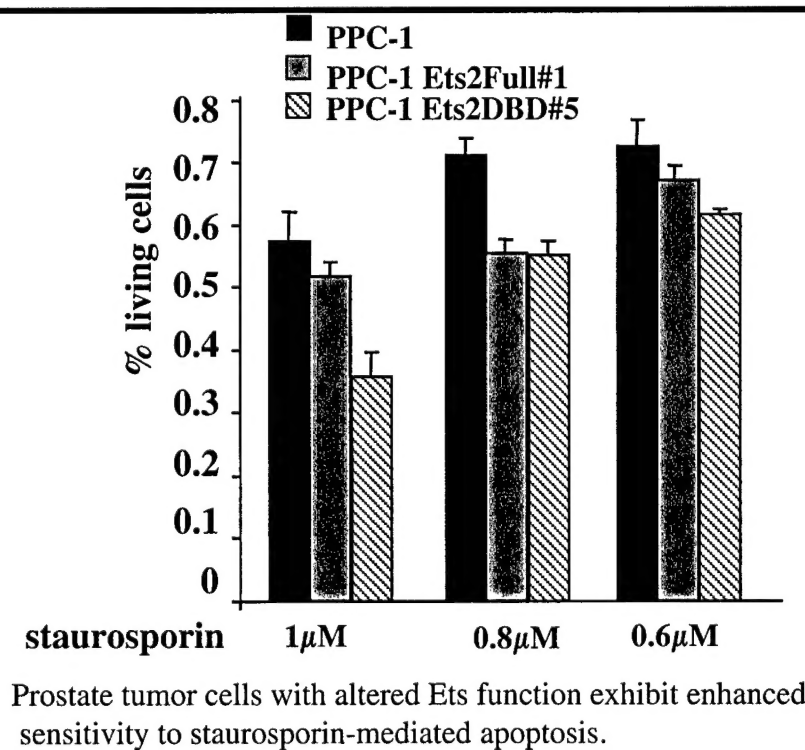 PPC-1
PPC-1 Ets2Full#1
PPC-1 Ets2DBD#5
% living cells
0.8
0.7
0.6
0.5
0.4
0.3
0.2
0.1
0
staurosporin 1μM 0.8μM 0.6μM
Prostate tumor cells with altered Ets function exhibit enhanced
sensitivity to staurosporin-mediated apoptosis.